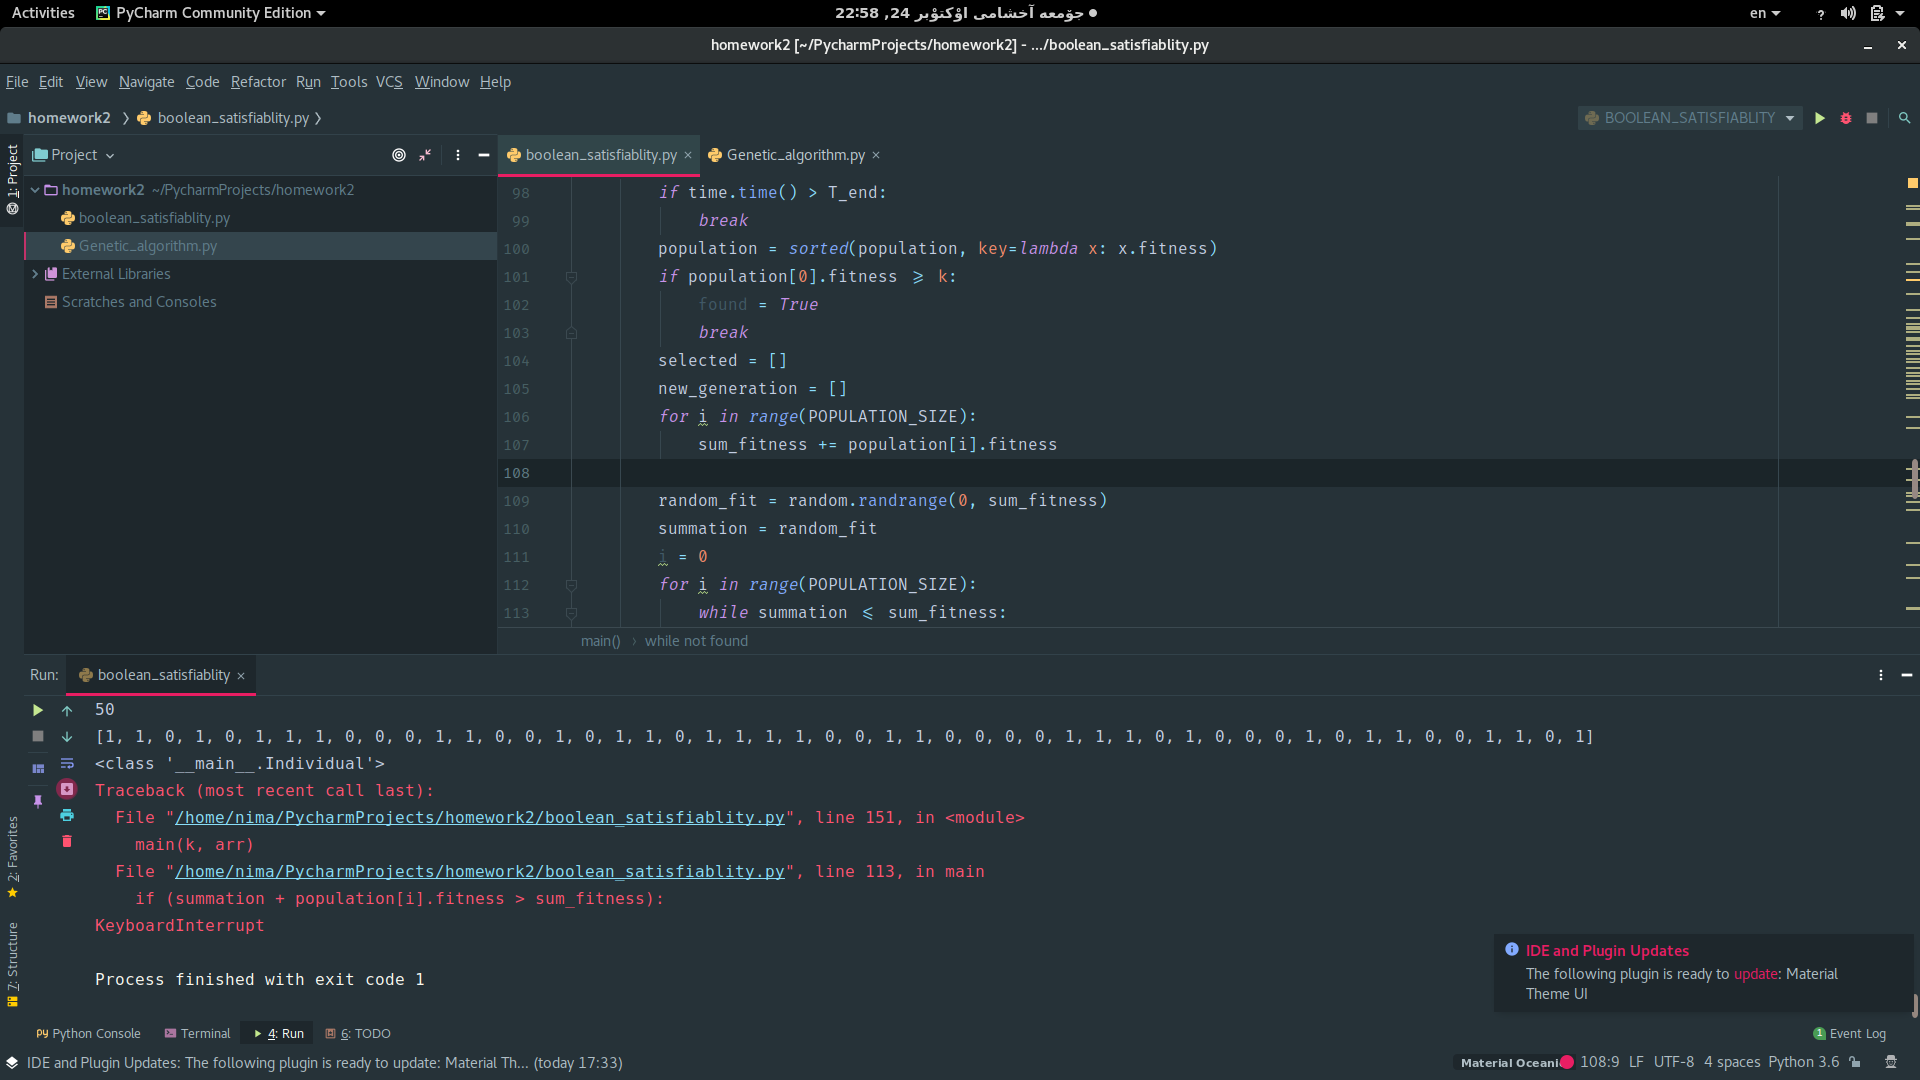 Activities PyCharm Community Edition
جۆمعه آخشامی اوْکتوْبر 24, 22:58
en
homework2 [~/PycharmProjects/homework2] - .../boolean_satisfiablity.py
File Edit View Navigate Code Refactor Run Tools VCS Window Help
homework2 boolean_satisfiablity.py
BOOLEAN_SATISFIABLITY
1: Project
Project
boolean_satisfiablity.py Genetic_algorithm.py
homework2 ~/PycharmProjects/homework2
boolean_satisfiablity.py
Genetic_algorithm.py
External Libraries
Scratches and Consoles
98 if time.time() > T_end:
99 break
100 population = sorted(population, key=lambda x: x.fitness)
101 if population[0].fitness ⩾ k:
102 found = True
103 break
104 selected = []
105 new_generation = []
106 for i in range(POPULATION_SIZE):
107 sum_fitness += population[i].fitness
108
109 random_fit = random.randrange(0, sum_fitness)
110 summation = random_fit
111 i = 0
112 for i in range(POPULATION_SIZE):
113 while summation ⩽ sum_fitness:
main() › while not found
Run: boolean_satisfiablity
50
[1, 1, 0, 1, 0, 1, 1, 1, 0, 0, 0, 1, 1, 0, 0, 1, 0, 1, 1, 0, 1, 1, 1, 1, 0, 0, 1, 1, 0, 0, 0, 0, 1, 1, 1, 0, 1, 0, 0, 0, 1, 0, 1, 1, 0, 0, 1, 1, 0, 1]
<class '__main__.Individual'>
Traceback (most recent call last):
File "/home/nima/PycharmProjects/homework2/boolean_satisfiablity.py", line 151, in <module>
main(k, arr)
File "/home/nima/PycharmProjects/homework2/boolean_satisfiablity.py", line 113, in main
if (summation + population[i].fitness > sum_fitness):
KeyboardInterrupt
Process finished with exit code 1
2: Favorites
7: Structure
IDE and Plugin Updates
The following plugin is ready to update: Material
Theme UI
Python Console Terminal 4: Run 6: TODO
1 Event Log
IDE and Plugin Updates: The following plugin is ready to update: Material Th... (today 17:33)
Material Oceani 108:9 LF UTF-8 4 spaces Python 3.6